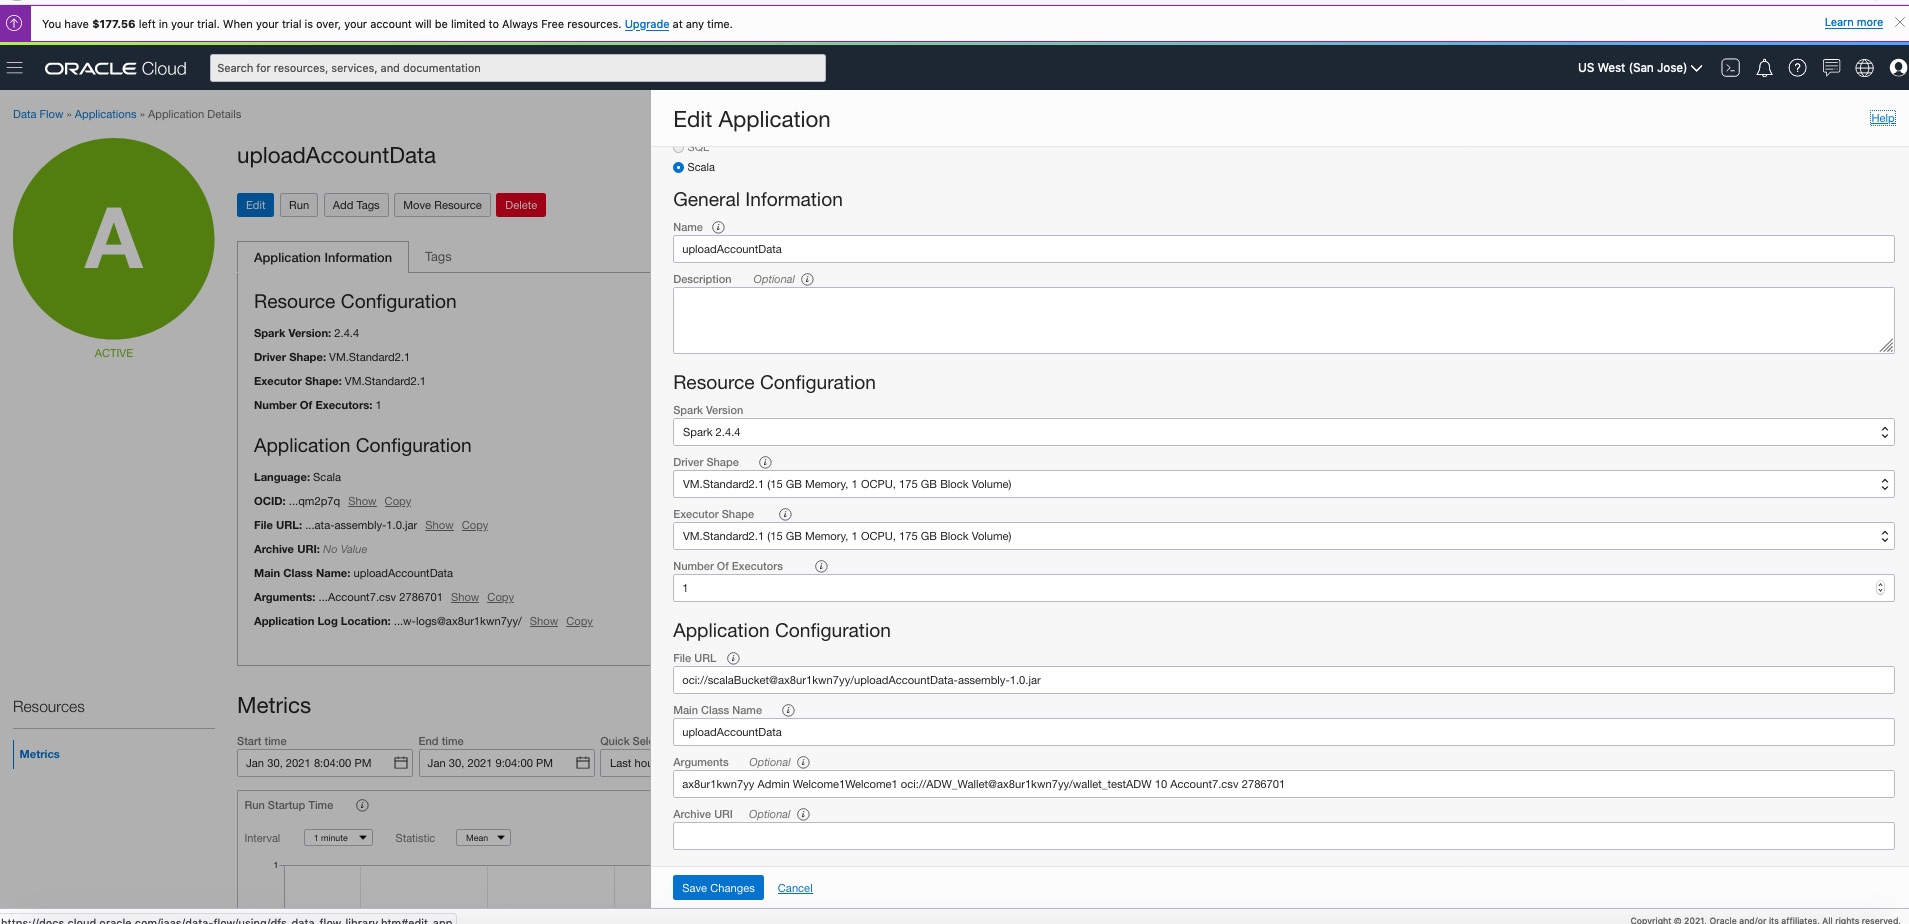 You have $177.56 left in your trial. When your trial is over, your account will be limited to Always Free resources. Upgrade at any time.
Learn more
ORACLE Cloud
Search for resources, services, and documentation
US West (San Jose)
Data Flow » Applications » Application Details
A
ACTIVE
uploadAccountData
Edit Run Add Tags Move Resource Delete
Application Information Tags
Resource Configuration
Spark Version: 2.4.4
Driver Shape: VM.Standard2.1
Executor Shape: VM.Standard2.1
Number Of Executors: 1
Application Configuration
Language: Scala
OCID: ...qm2p7q Show Copy
File URL: ...ata-assembly-1.0.jar Show Copy
Archive URI: No Value
Main Class Name: uploadAccountData
Arguments: ...Account7.csv 2786701 Show Copy
Application Log Location: ...w-logs@ax8ur1kwn7yy/ Show Copy
Resources
Metrics
Metrics
Start time End time Quick Sele
Jan 30, 2021 8:04:00 PM Jan 30, 2021 9:04:00 PM Last hou
Run Startup Time
Interval 1 minute Statistic Mean
1
Edit Application
Help
SQL
Scala
General Information
Name
uploadAccountData
Description Optional
Resource Configuration
Spark Version
Spark 2.4.4
Driver Shape
VM.Standard2.1 (15 GB Memory, 1 OCPU, 175 GB Block Volume)
Executor Shape
VM.Standard2.1 (15 GB Memory, 1 OCPU, 175 GB Block Volume)
Number Of Executors
1
Application Configuration
File URL
oci://scalaBucket@ax8ur1kwn7yy/uploadAccountData-assembly-1.0.jar
Main Class Name
uploadAccountData
Arguments Optional
ax8ur1kwn7yy Admin Welcome1Welcome1 oci://ADW_Wallet@ax8ur1kwn7yy/wallet_testADW 10 Account7.csv 2786701
Archive URI Optional
Save Changes Cancel
https://docs.cloud.oracle.com/iaas/data-flow/using/dfs_data_flow_library.htm#edit_app
Copyright © 2021, Oracle and/or its affiliates. All rights reserved.